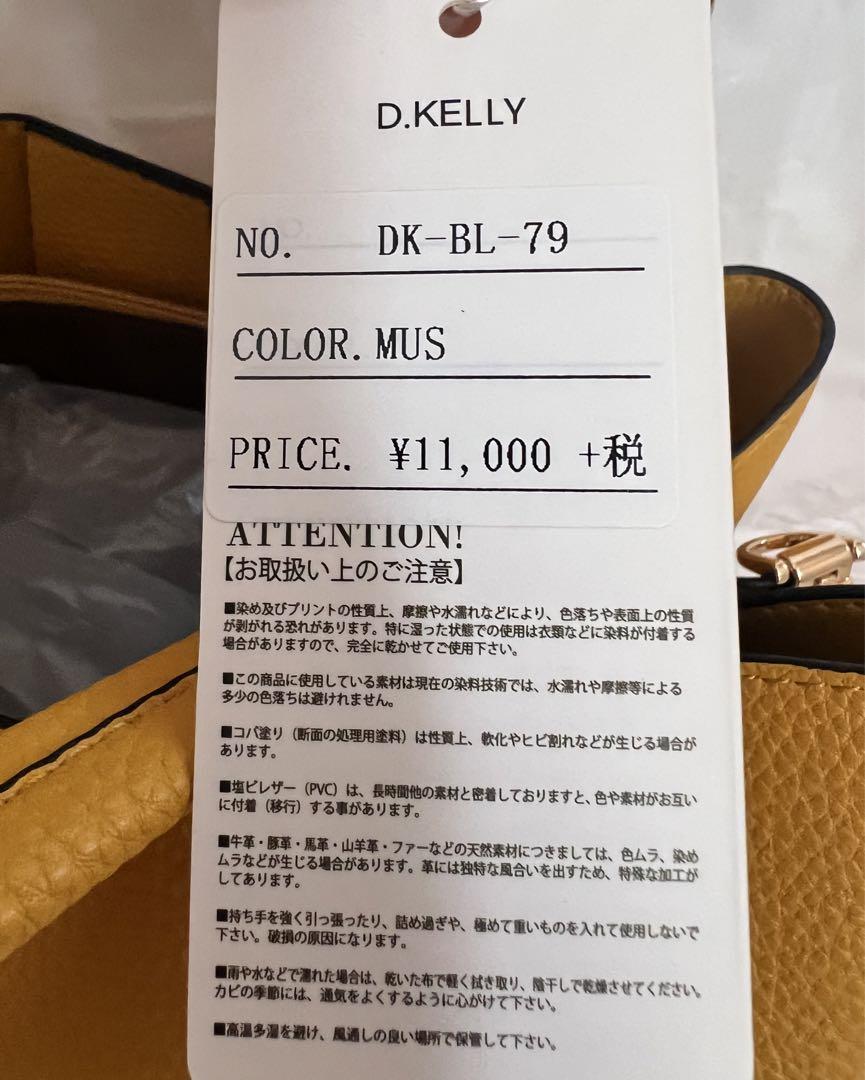 D.KELLY
NO. DK-BL-79
COLOR. MUS
PRICE. ¥11,000 +税
ATTENTION!
【お取扱い上のご注意】
■染め及びプリントの性質上、摩擦や水濡れなどにより、色落ちや表面上の性質
が剥がれる恐れがあります。特に湿った状態での使用は衣類などに染料が付着する
場合がありますので、完全に乾かせてご使用下さい。
■この商品に使用している素材は現在の染料技術では、水濡れや摩擦等による
多少の色落ちは避けれません。
■コバ塗り（断面の処理用塗料）は性質上、軟化やヒビ割れなどが生じる場合が
あります。
■塩ビレザー（PVC）は、長時間他の素材と密着しておりますと、色や素材がお互い
に付着（移行）する事があります。
■牛革・豚革・馬革・山羊革・ファーなどの天然素材につきましては、色ムラ、染め
ムラなどが生じる場合があります。革には独特な風合いを出すため、特殊な加工が
してあります。
■持ち手を強く引っ張ったり、詰め過ぎや、極めて重いものを入れて使用しないで
下さい。破損の原因になります。
■雨や水などで濡れた場合は、乾いた布で軽く拭き取り、陰干しで乾燥させてください。
カビの季節には、通気をよくするように心がけて下さい。
■高温多湿を避け、風通しの良い場所で保管して下さい。